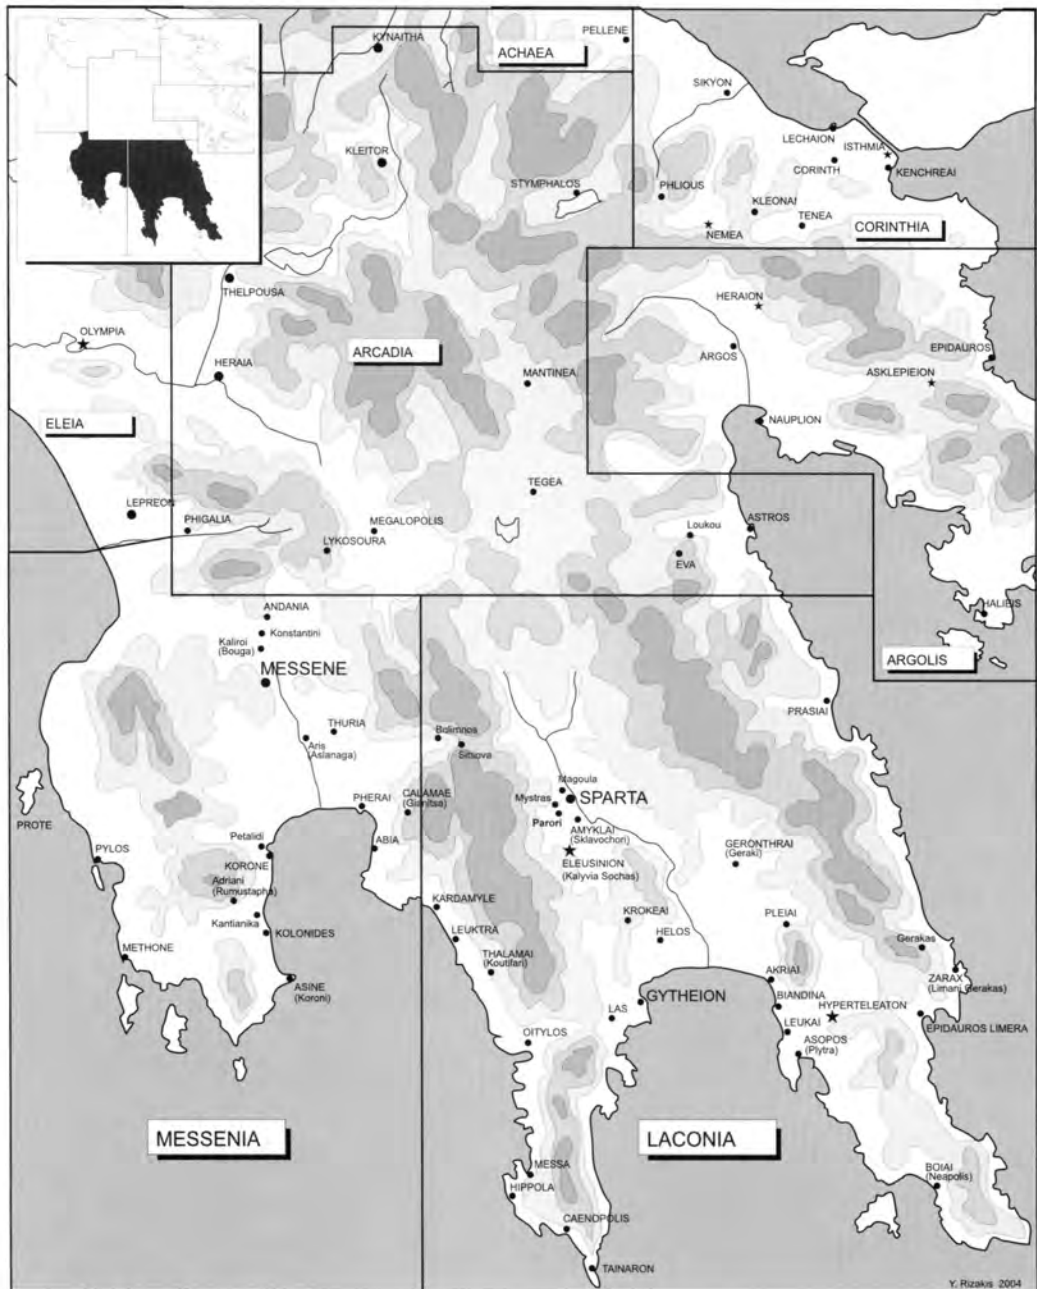 KYNAITHA
ACHAEA
PELLENE
SIKYON
LECHAION
ISTHMIA
KLEITOR
CORINTH
KENCHREAI
STYMPHALOS
PHLIOUS
KLEONAI
TENEA
NEMEA
CORINTHIA
THELPOUSA
HERAION
OLYMPIA
ARCADIA
ARGOS
EPIDAUROS
HERAIA
MANTINEA
ASKLEPIEION
ELEIA
NAUPLION
TEGEA
LEPREON
PHIGALIA
MEGALOPOLIS
ASTROS
Loukou
LYKOSOURA
EVA
ANDANIA
HALIEIS
Konstantini
Kaliroi
(Bouga)
ARGOLIS
MESSENE
PRASIAI
THURIA
Bolimnos
Aris
(Aslanaga)
Sitsova
Magoula
CALAMAE
(Giannitsa)
SPARTA
Mystras
PHERAI
Parori
PROTE
AMYKLAI
(Sklavochori)
Petalidi
ABIA
GERONTHRAI
(Geraki)
PYLOS
KORONE
ELEUSINION
(Kalyvia Sochas)
Adriani
(Rumustapha)
KARDAMYLE
Kantianika
KROKEAI
PLEIAI
KOLONIDES
LEUKTRA
HELOS
Gerakas
METHONE
THALAMAI
(Koutifari)
AKRIAI
ZARAX
(Limani Gerakas)
ASINE
(Koroni)
GYTHEION
BIANDINA
HYPERTELEATON
LAS
EPIDAUROS LIMERA
LEUKAI
OITYLOS
ASOPOS
(Plytra)
MESSENIA
LACONIA
MESSA
BOIAI
(Neapolis)
HIPPOLA
CAENOPOLIS
TAINARON
Y. Rizakis 2004